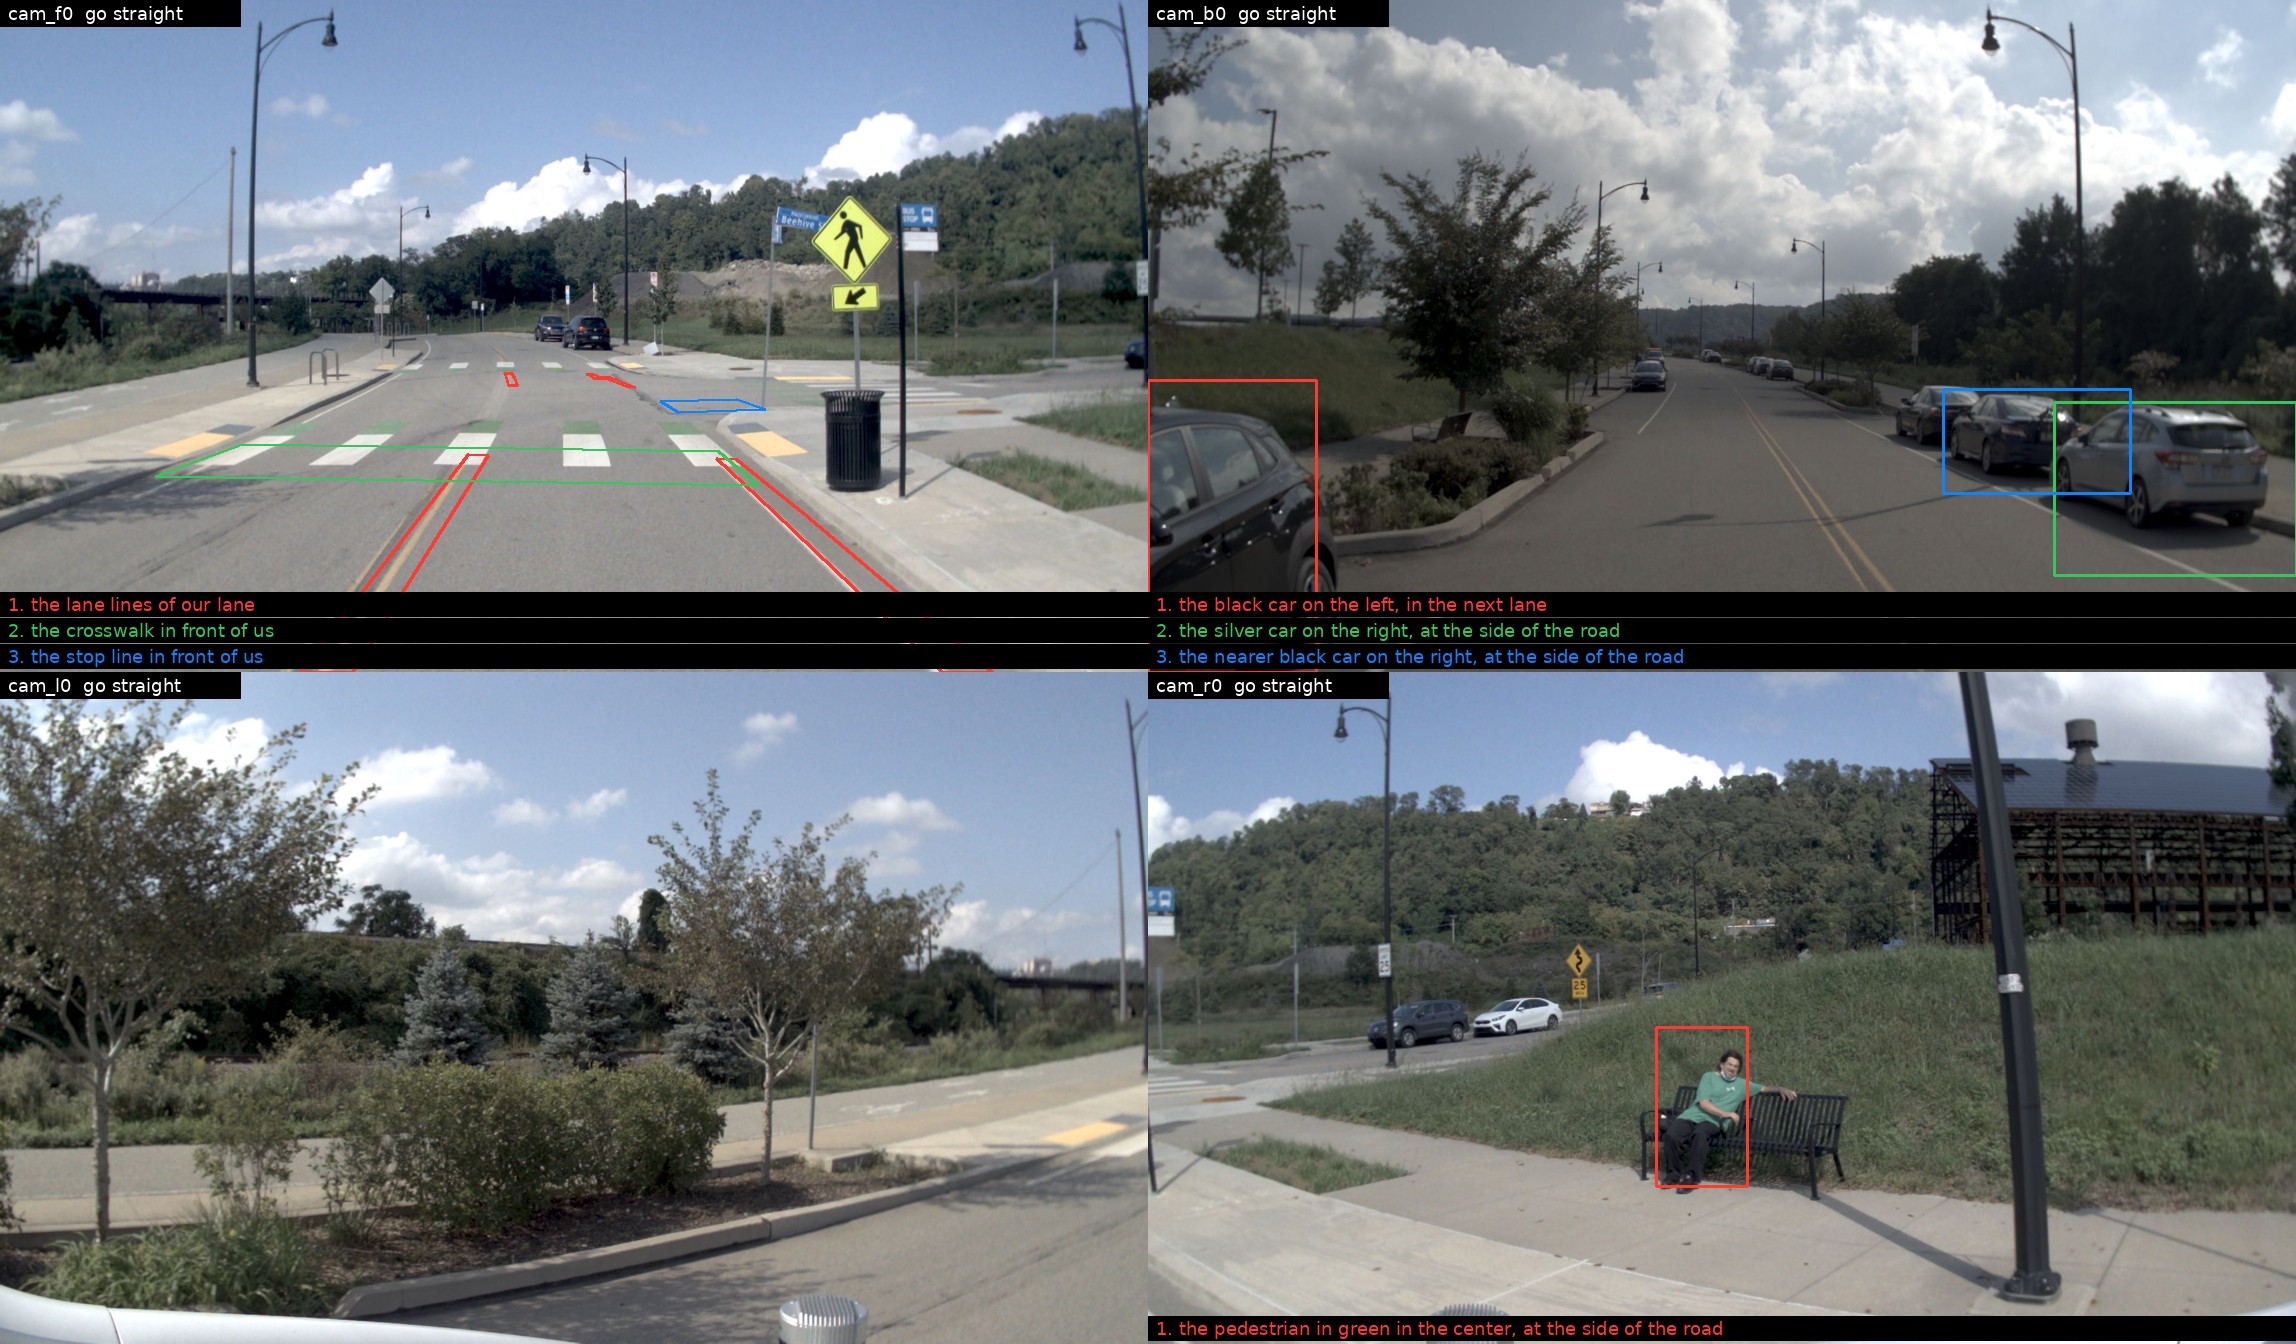 cam_f0 go straight
Beehive S
BUS
STOP
1. the lane lines of our lane
2. the crosswalk in front of us
3. the stop line in front of us
cam_b0 go straight
1. the black car on the left, in the next lane
2. the silver car on the right, at the side of the road
3. the nearer black car on the right, at the side of the road
cam_l0 go straight
cam_r0 go straight
25
25
1. the pedestrian in green in the center, at the side of the road